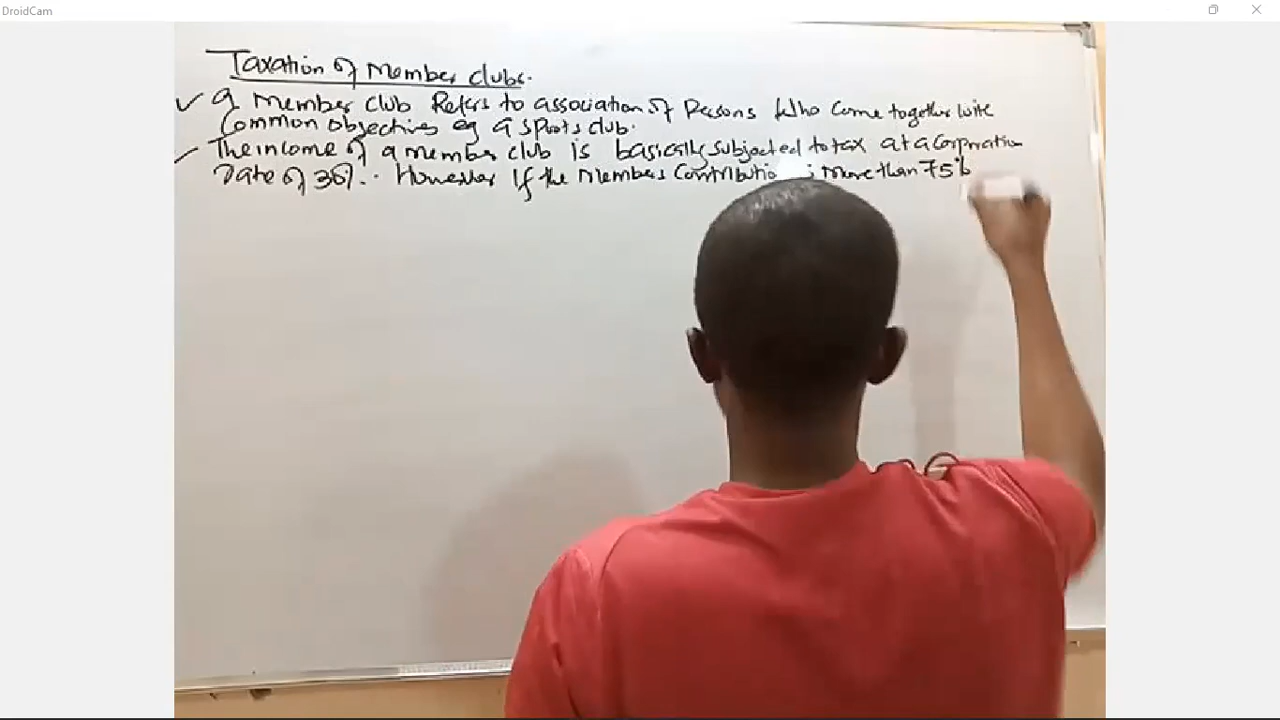 DroidCam
Taxation of Member clubs.
a Member club Refers to association of Persons who come together with
Common objectives eg a sports club.
The income of a member club is basically subjected to tax at a corporation
rate of 30%. However if the members Contribution is more than 75%